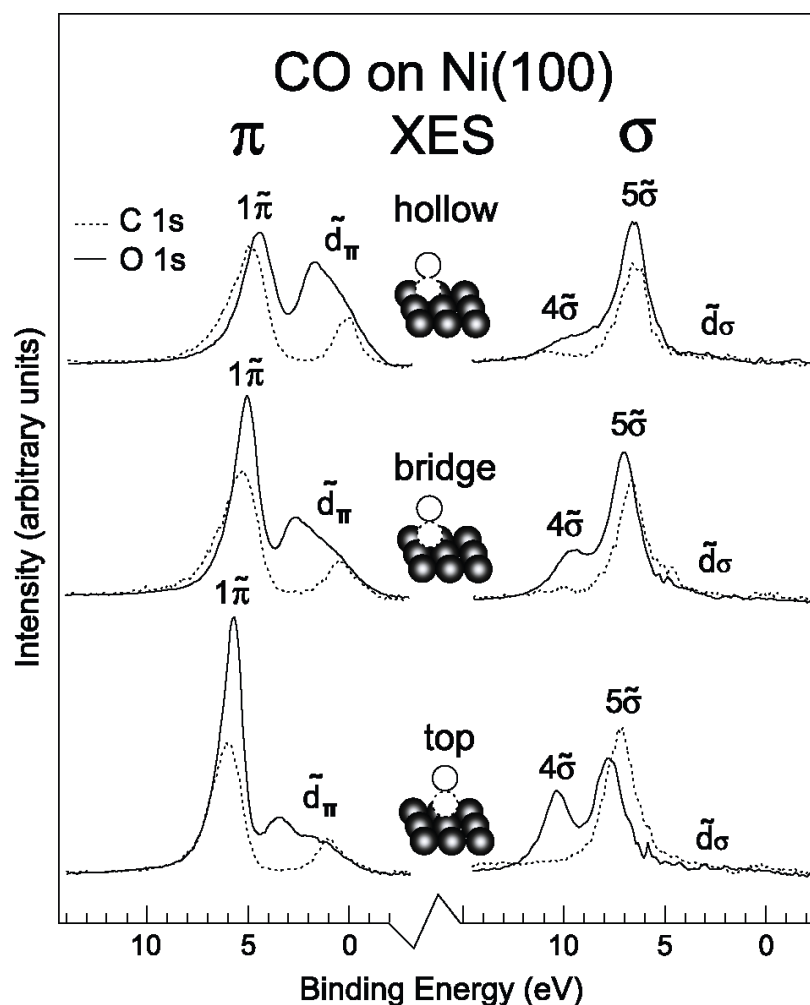 CO on Ni(100)
π XES σ
C 1s
O 1s
1π̃
d̃π
hollow
4σ̃
5σ̃
d̃σ
1π̃
d̃π
bridge
4σ̃
5σ̃
d̃σ
1π̃
d̃π
top
4σ̃
5σ̃
d̃σ
Intensity (arbitrary units)
10 5 0 10 5 0
Binding Energy (eV)